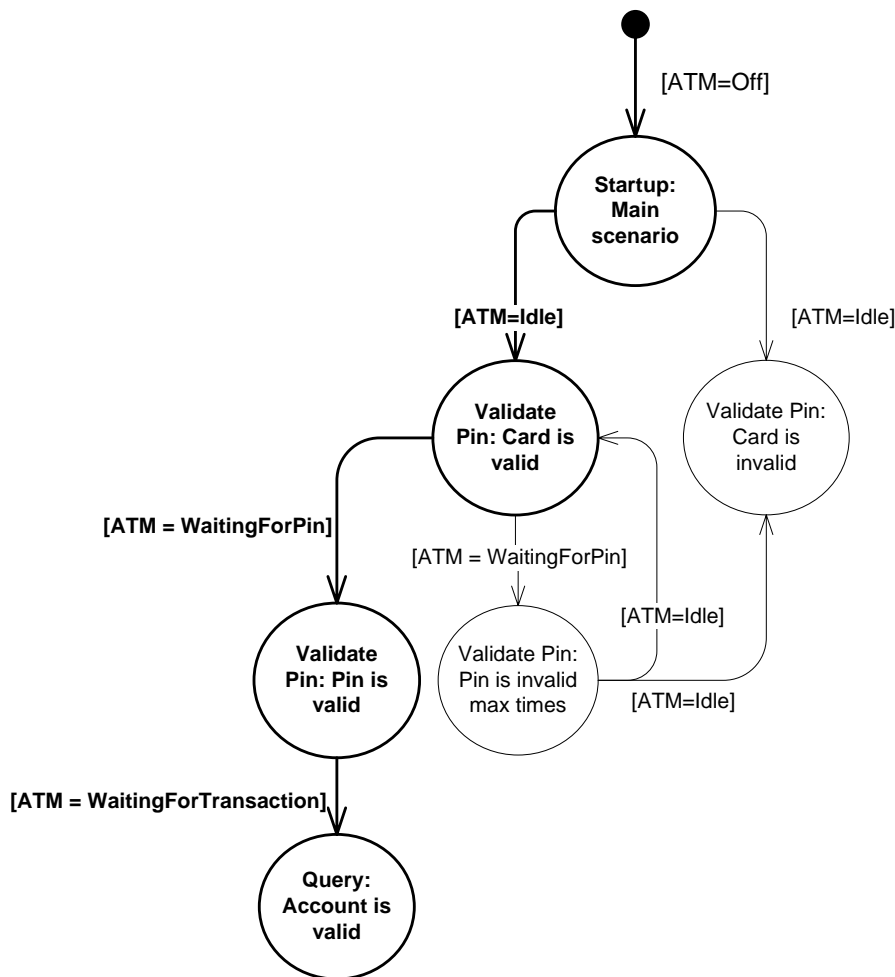 [ATM=Off]
Startup:
Main
scenario
[ATM=Idle]
[ATM=Idle]
Validate
Pin: Card is
valid
Validate Pin:
Card is
invalid
[ATM = WaitingForPin]
[ATM = WaitingForPin]
[ATM=Idle]
Validate
Pin: Pin is
valid
Validate Pin:
Pin is invalid
max times
[ATM=Idle]
[ATM = WaitingForTransaction]
Query:
Account is
valid